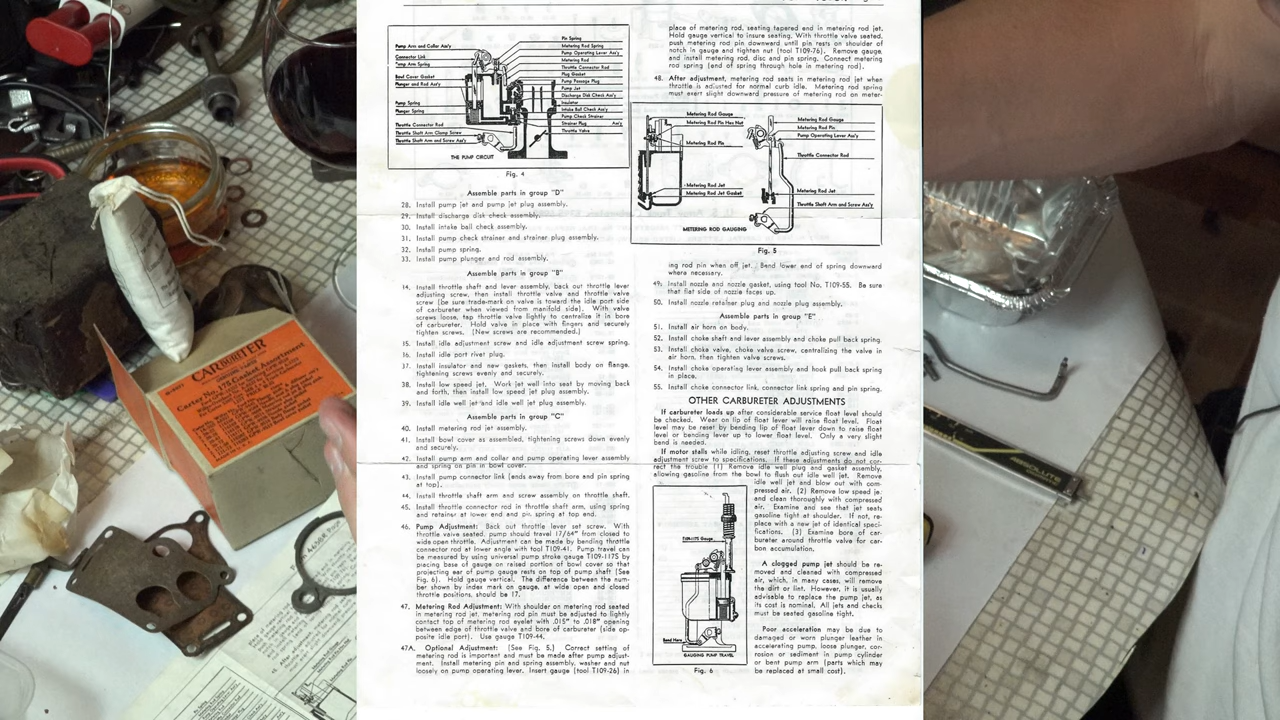 Pump Arm and Collar Ass'y
Connector Link
Pump Arm Spring
Bowl Cover Gasket
Plunger and Rod Ass'y
Pump Spring
Plunger Spring
Throttle Connector Rod
Throttle Shaft Arm Clamp Screw
Throttle Shaft Arm and Screw Ass'y
THE PUMP CIRCUIT
Pin Spring
Metering Rod Spring
Pump Operating Lever Ass'y
Metering Rod
Throttle Connector Rod
Plug Gasket
Pump Passage Plug
Pump Jet
Discharge Disk Check Ass'y
Insulator
Intake Ball Check Ass'y
Pump Check Strainer
Strainer Plug Ass'y
Throttle Valve
Fig. 4
Assemble parts in group "D"
28. Install pump jet and pump jet plug assembly.
29. Install discharge disk check assembly.
30. Install intake ball check assembly.
31. Install pump check strainer and strainer plug assembly.
32. Install pump spring.
33. Install pump plunger and rod assembly.
Assemble parts in group "B"
14. Install throttle shaft and lever assembly, back out throttle lever
adjusting screw, then install throttle valve and throttle valve
screw (be sure trade-mark on valve is toward the idle port side
of carburetor when viewed from manifold side). With valve
screws loose, tap throttle valve lightly to centralize it in bore
of carburetor. Hold valve in place with fingers and securely
tighten screws. (New screws are recommended.)
15. Install idle adjustment screw and idle adjustment screw spring.
16. Install idle port rivet plug.
37. Install insulator and new gaskets, then install body on flange,
tightening screws evenly and securely.
38. Install low speed jet. Work jet well into seat by moving back
and forth, then install low speed jet plug assembly.
39. Install idle well jet and idle well jet plug assembly.
Assemble parts in group "C"
40. Install metering rod jet assembly.
41. Install bowl cover as assembled, tightening screws down evenly
and securely.
42. Install pump arm and collar and pump operating lever assembly
and spring on pin in bowl cover.
43. Install pump connector link (ends away from bore and pin spring
at top).
44. Install throttle shaft arm and screw assembly on throttle shaft.
45. Install throttle connector rod in throttle shaft arm, using spring
and retainer at lower end and pin spring at top end.
46. Pump Adjustment: Back out throttle lever set screw. With
throttle valve seated, pump should travel 17/64" from closed to
wide open throttle. Adjustment can be made by bending throttle
connector rod at lower angle with tool T109-41. Pump travel can
be measured by using universal pump stroke gauge T109-117S by
placing base of gauge on raised portion of bowl cover so that
projecting ear of pump gauge rests on top of pump shaft (See
Fig. 6). Hold gauge vertical. The difference between the num-
ber shown by index mark on gauge, at wide open and closed
throttle positions, should be 17.
47. Metering Rod Adjustment: With shoulder on metering rod seated
in metering rod jet, metering rod pin must be adjusted to lightly
contact top of metering rod eyelet with .015" to .018" opening
between edge of throttle valve and bore of carburetor (side op-
posite idle port). Use gauge T109-44.
47A. Optional Adjustment: (See Fig. 5.) Correct setting of
metering rod is important and must be made after pump adjust-
ment. Install metering pin and spring assembly, washer and nut
loosely on pump operating lever. Insert gauge (tool T109-26) in
place of metering rod, seating tapered end in metering rod jet.
Hold gauge vertical to insure seating. With throttle valve seated,
push metering rod pin downward until pin rests on shoulder of
notch in gauge and tighten nut (tool T109-76). Remove gauge,
and install metering rod, disc and pin spring. Connect metering
rod spring (end of spring through hole in metering rod).
48. After adjustment, metering rod seats in metering rod jet when
throttle is adjusted for normal curb idle. Metering rod spring
must exert slight downward pressure of metering rod on meter-
Metering Rod Gauge
Metering Rod Pin Hex Nut
Metering Rod Pin
Metering Rod Jet
Metering Rod Jet Gasket
METERING ROD GAUGING
Metering Rod Gauge
Metering Rod Pin
Pump Operating Lever Ass'y
Throttle Connector Rod
Metering Rod Jet
Throttle Shaft Arm and Screw Ass'y
Fig. 5
ing rod pin when off jet. Bend lower end of spring downward
where necessary.
49. Install nozzle and nozzle gasket, using tool No. T109-55. Be sure
that flat side of nozzle faces up.
50. Install nozzle retainer plug and nozzle plug assembly.
Assemble parts in group "E"
51. Install air horn on body.
52. Install choke shaft and lever assembly and choke pull back spring.
53. Install choke valve, choke valve screw, centralizing the valve in
air horn, then tighten valve screws.
54. Install choke operating lever assembly and hook pull back spring
in place.
55. Install choke connector link, connector link spring and pin spring.
OTHER CARBURETER ADJUSTMENTS
If carbureter loads up after considerable service float level should
be checked. Wear on lip of float lever will raise float level. Float
level may be reset by bending lip of float lever down to raise float
level or bending lever up to lower float level. Only a very slight
bend is needed.
If motor stalls while idling, reset throttle adjusting screw and idle
adjustment screw to specifications. If these adjustments do not cor-
rect the trouble (1) Remove idle well plug and gasket assembly,
allowing gasoline from the bowl to flush out idle well jet. Remove
idle well jet and blow out with com-
pressed air. (2) Remove low speed je
and clean thoroughly with compressed
air. Examine and see that jet seats
gasoline tight at shoulder. If not, re-
place with a new jet of identical speci-
fications. (3) Examine bore of car-
bureter around throttle valve for car-
bon accumulation.
A clogged pump jet should be re-
moved and cleaned with compressed
air, which, in many cases, will remove
the dirt or lint. However, it is usually
advisable to replace the pump jet, as
its cost is nominal. All jets and checks
must be seated gasoline tight.
Poor acceleration may be due to
damaged or worn plunger leather in
accelerating pump, loose plunger, cor-
rosion or sediment in pump cylinder
or bent pump arm (parts which may
be replaced at small cost).
T109-117S Gauge
Bend Here
GAUGING PUMP TRAVEL
Fig. 6
CARBURETER
175 Gasket Assortment
ABSOLUTE